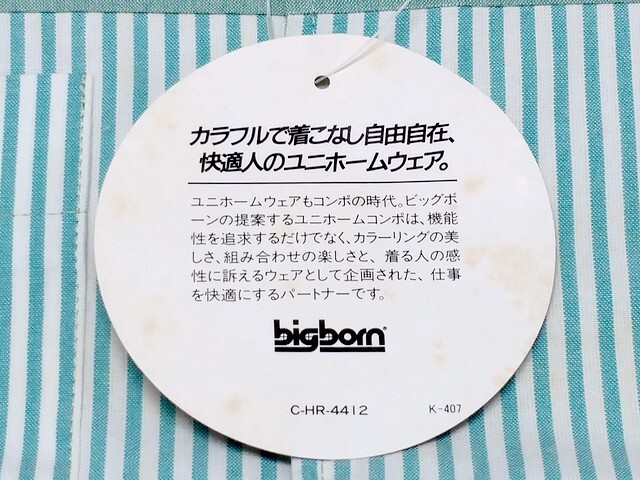 カラフルで着こなし自由自在、
快適人のユニホームウェア。
ユニホームウェアもコンポの時代。ビッグボ
ーンの提案するユニホームコンポは、機能
性を追求するだけでなく、カラーリングの美
しさ、組み合わせの楽しさと、着る人の感
性に訴えるウェアとして企画された、仕事
を快適にするパートナーです。
bigborn®
C-HR-4412 K-407